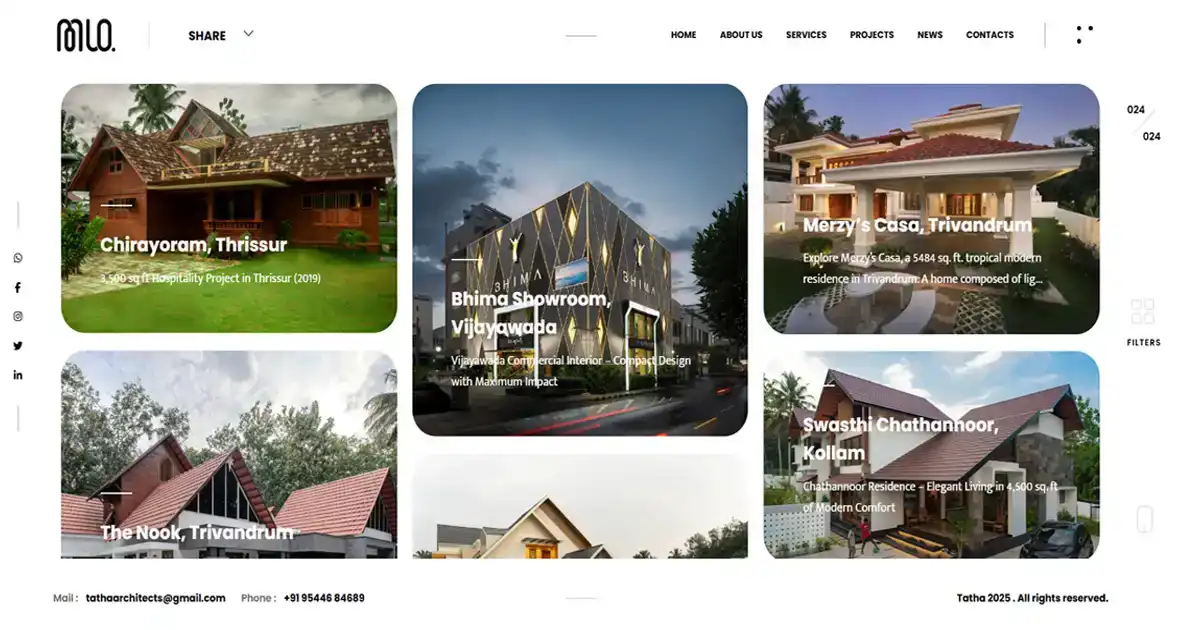 MLO.
SHARE
HOME
ABOUT US
SERVICES
PROJECTS
NEWS
CONTACTS
024
024
Chirayoram, Thrissur
3,500 sq ft Hospitality Project in Thrissur (2019)
BHIMA
BHIMA
Bhima Showroom,
Vijayawada
Vijayawada Commercial Interior – Compact Design
with Maximum Impact
Merzy's Casa, Trivandrum
Explore Merzy's Casa, a 5484 sq. ft. tropical modern
residence in Trivandrum. A home composed of lig...
FILTERS
The Nook, Trivandrum
Swasthi Chathannoor,
Kollam
Chathannoor Residence – Elegant Living in 4,500 sq. ft
of Modern Comfort
Mail : tathaarchitects@gmail.com Phone : +91 95446 84689
Tatha 2025 . All rights reserved.